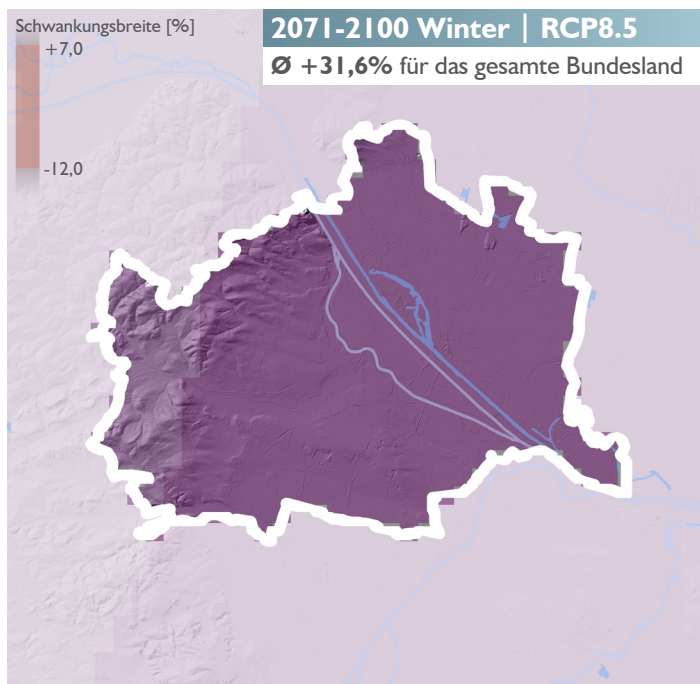 Schwankungsbreite [%]
+7,0
-12,0
2071-2100 Winter | RCP8.5
Ø +31,6% für das gesamte Bundesland